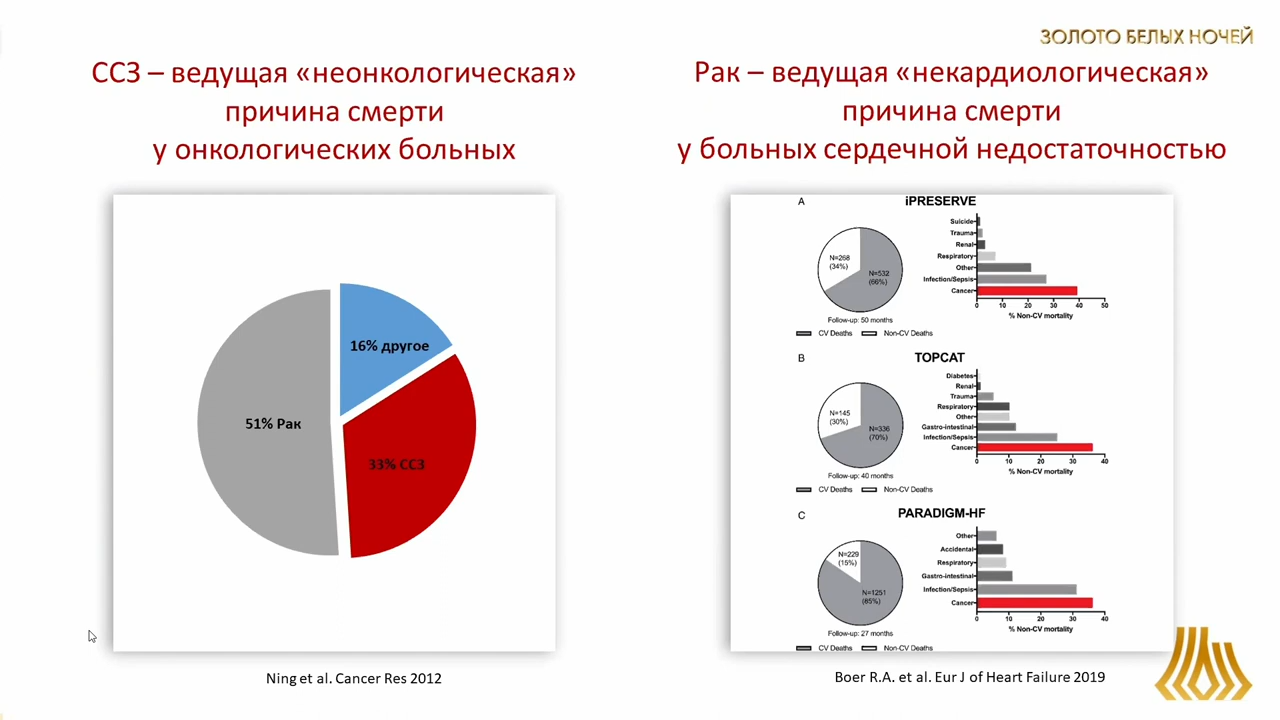 ЗОЛОТО БЕЛЫХ НОЧЕЙ
ССЗ – ведущая «неонкологическая»
причина смерти
у онкологических больных
Рак – ведущая «некардиологическая»
причина смерти
у больных сердечной недостаточностью
16% другое
51% Рак
33% ССЗ
Ning et al. Cancer Res 2012
A
iPRESERVE
N=268
(34%)
N=532
(66%)
Follow-up: 50 months
CV Deaths
Non-CV Deaths
Suicide
Trauma
Renal
Respiratory
Other
Infection/Sepsis
Cancer
0 10 20 30 40 50
% Non-CV mortality
B
TOPCAT
N=145
(30%)
N=336
(70%)
Follow-up: 40 months
CV Deaths
Non-CV Deaths
Diabetes
Renal
Trauma
Respiratory
Other
Gastro-intestinal
Infection/Sepsis
Cancer
0 10 20 30 40
% Non-CV mortality
C
PARADIGM-HF
N=229
(15%)
N=1251
(85%)
Follow-up: 27 months
CV Deaths
Non-CV Deaths
Other
Accidental
Respiratory
Gastro-intestinal
Infection/Sepsis
Cancer
0 10 20 30 40
% Non-CV mortality
Boer R.A. et al. Eur J of Heart Failure 2019